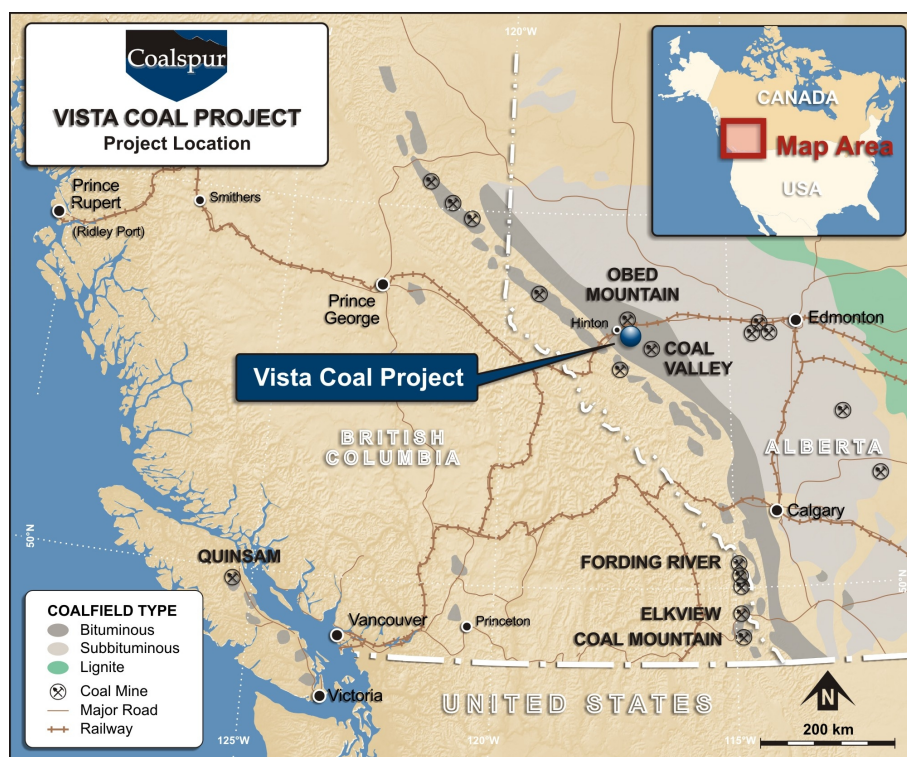 Coalspur
VISTA COAL PROJECT
Project Location
120°W
CANADA
Map Area
USA
Prince
Rupert
(Ridley Port)
Smithers
Prince
George
OBED
MOUNTAIN
Hinton
Edmonton
COAL
VALLEY
Vista Coal Project
BRITISH
COLUMBIA
ALBERTA
Calgary
50°N
50°N
QUINSAM
FORDING RIVER
ELKVIEW
COAL MOUNTAIN
Vancouver
Princeton
Victoria
UNITED STATES
COALFIELD TYPE
Bituminous
Subbituminous
Lignite
Coal Mine
Major Road
Railway
125°W
120°W
115°W
N
200 km